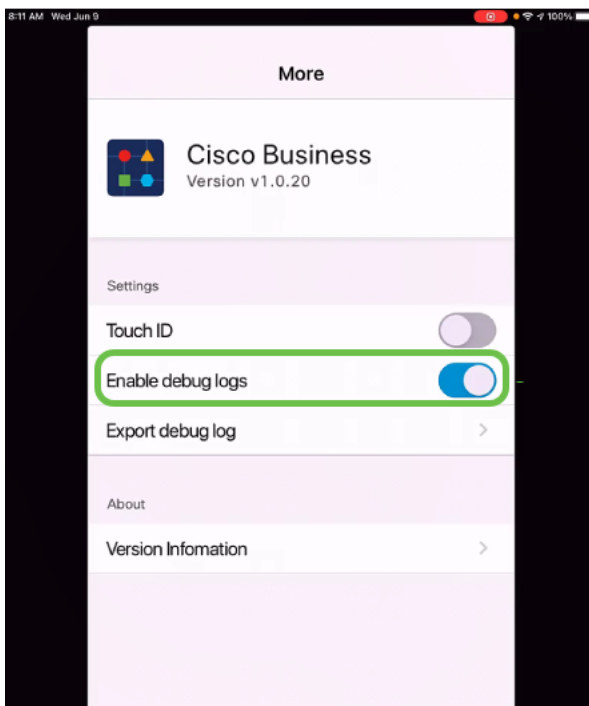 8:11 AM Wed Jun 9
100%
More
Cisco Business
Version v1.0.20
Settings
Touch ID
Enable debug logs
Export debug log
About
Version Infomation